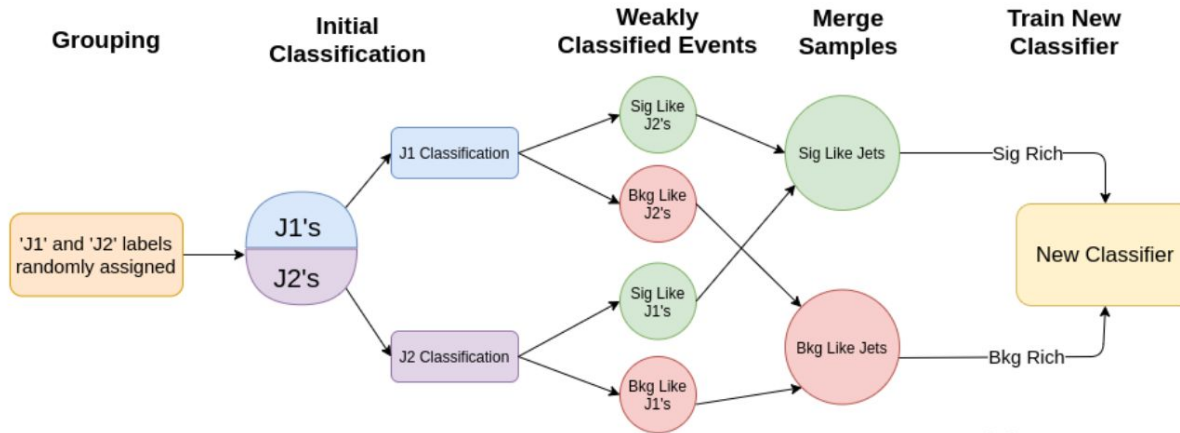 Grouping
Initial
Classification
Weakly
Classified Events
Merge
Samples
Train New
Classifier
'J1' and 'J2' labels
randomly assigned
J1's
J2's
J1 Classification
J2 Classification
Sig Like
J2's
Bkg Like
J2's
Sig Like
J1's
Bkg Like
J1's
Sig Like Jets
Bkg Like Jets
Sig Rich
Bkg Rich
New Classifier